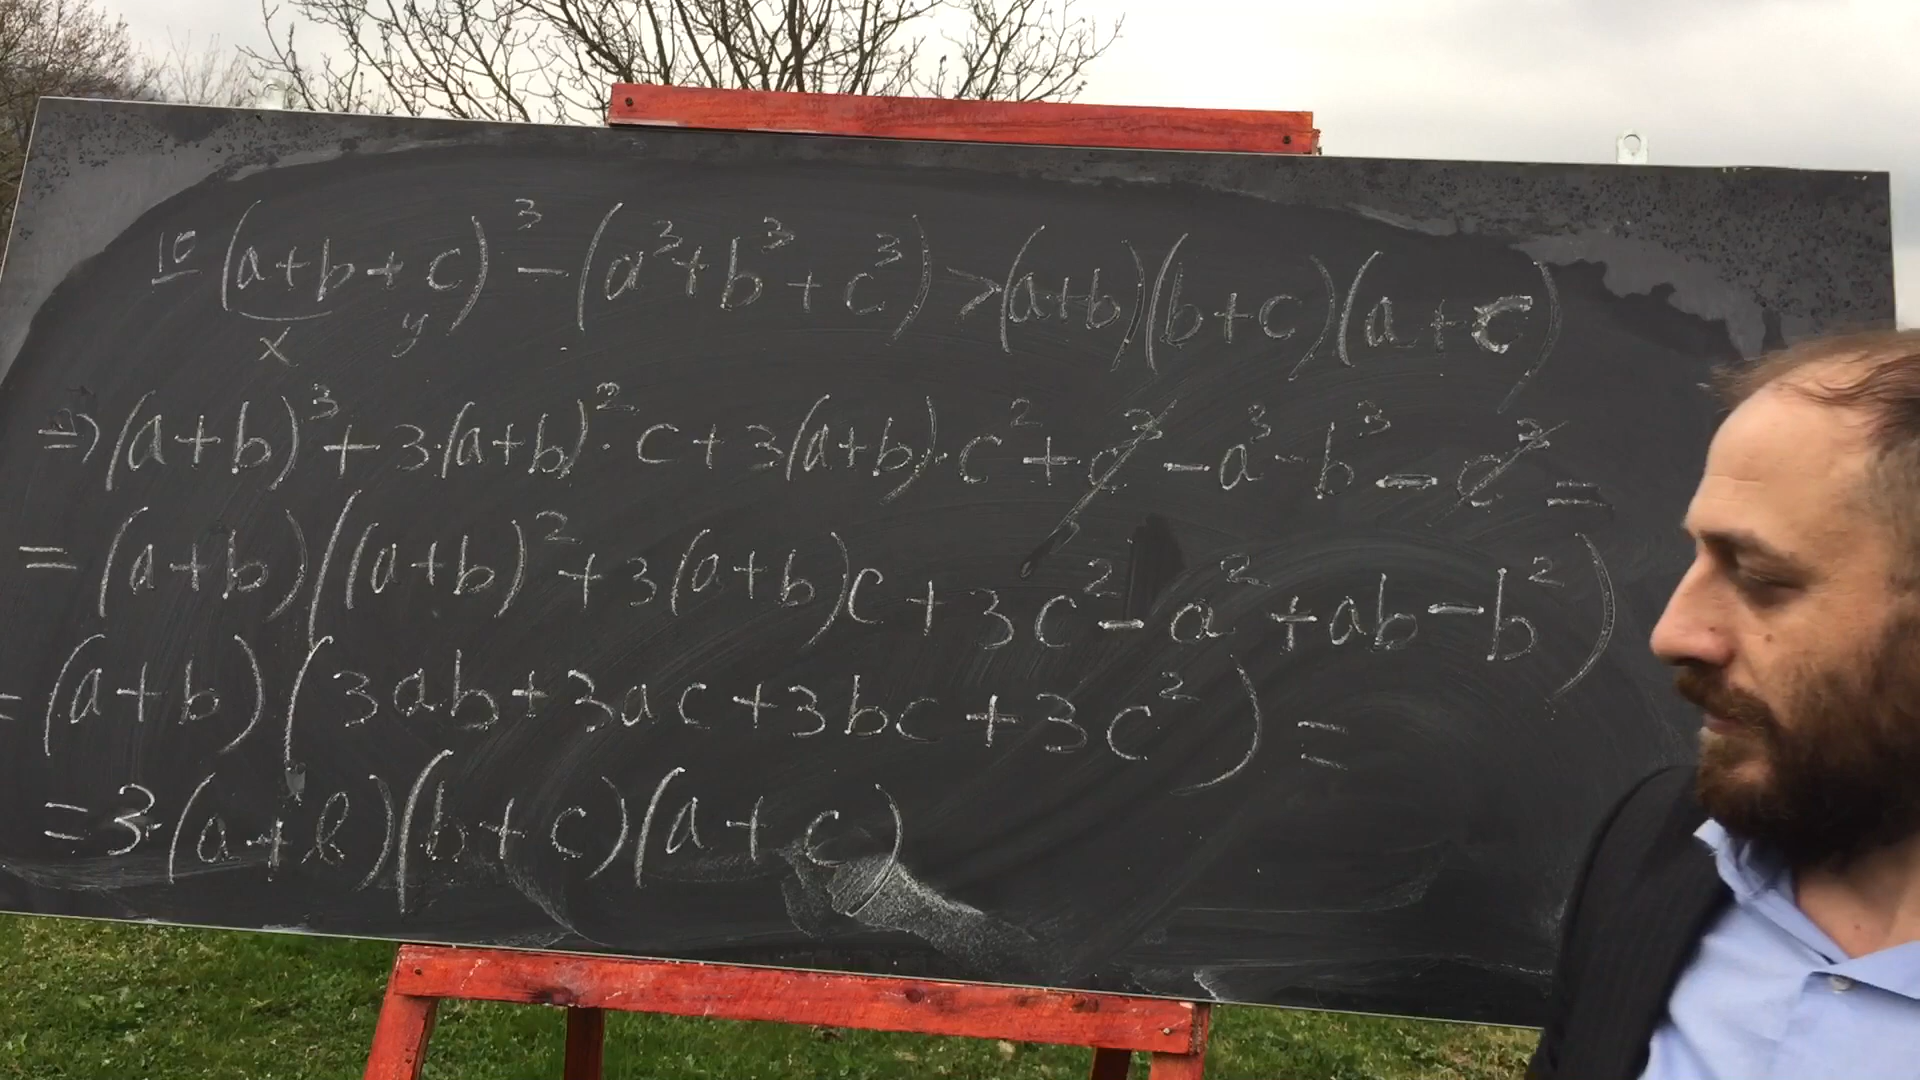 10 (a+b+c)³ - (a³+b³+c³) > (a+b)(b+c)(a+c)
x y
=> (a+b)³ + 3·(a+b)²·c + 3(a+b)·c² + c³ - a³ - b³ - c³ =
= (a+b)((a+b)² + 3(a+b)c + 3c² - a² + ab - b²)
= (a+b)(3ab + 3ac + 3bc + 3c²) =
= 3·(a+b)(b+c)(a+c)